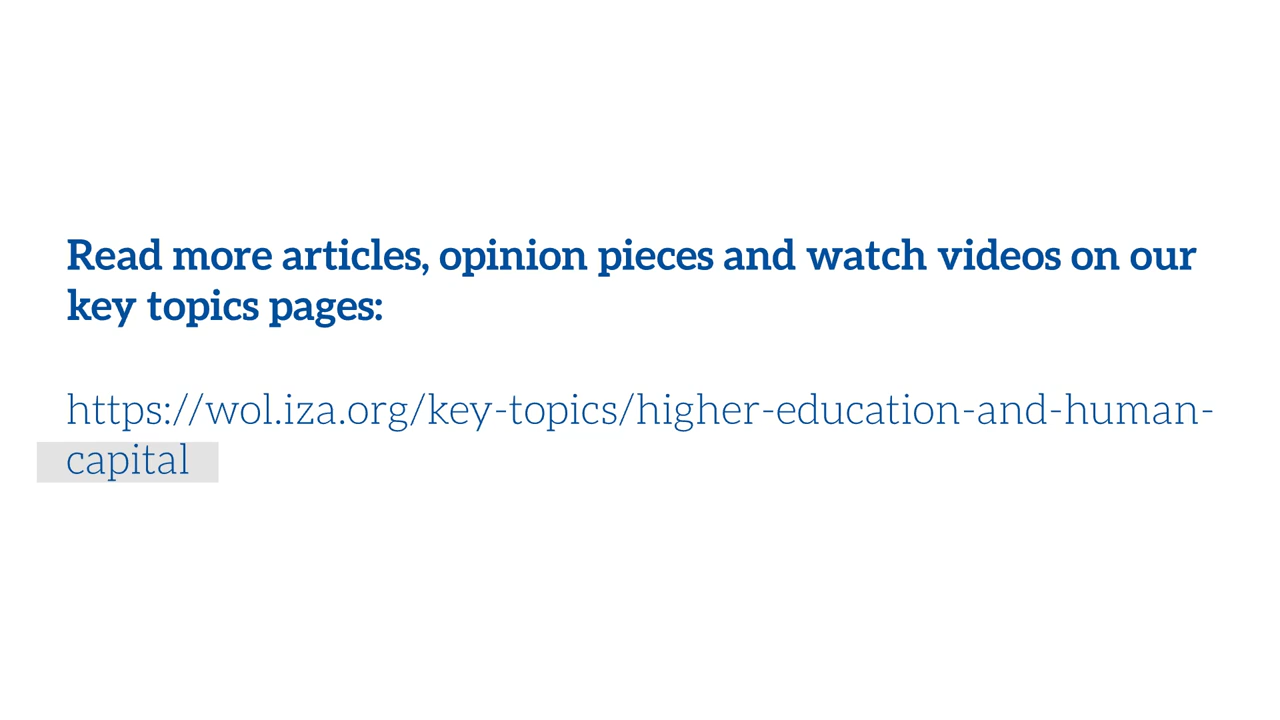 Read more articles, opinion pieces and watch videos on our
key topics pages:
https://wol.iza.org/key-topics/higher-education-and-human-
capital